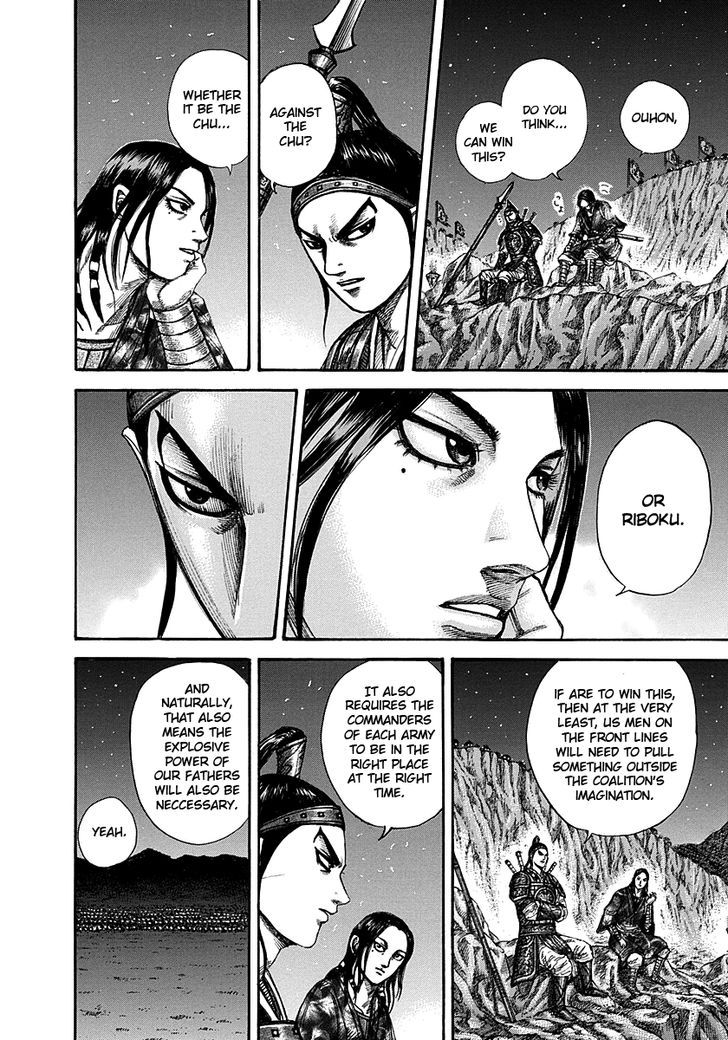 OUHON,
DO YOU
THINK...
WE
CAN WIN
THIS?
AGAINST
THE
CHU?
WHETHER
IT BE THE
CHU...
OR
RIBOKU.
IF ARE TO WIN THIS,
THEN AT THE VERY
LEAST, US MEN ON
THE FRONT LINES
WILL NEED TO PULL
SOMETHING OUTSIDE
THE COALITION'S
IMAGINATION.
IT ALSO
REQUIRES THE
COMMANDERS
OF EACH ARMY
TO BE IN THE
RIGHT PLACE
AT THE RIGHT
TIME.
AND
NATURALLY,
THAT ALSO
MEANS THE
EXPLOSIVE
POWER OF
OUR FATHERS
WILL ALSO BE
NECCESSARY.
YEAH.